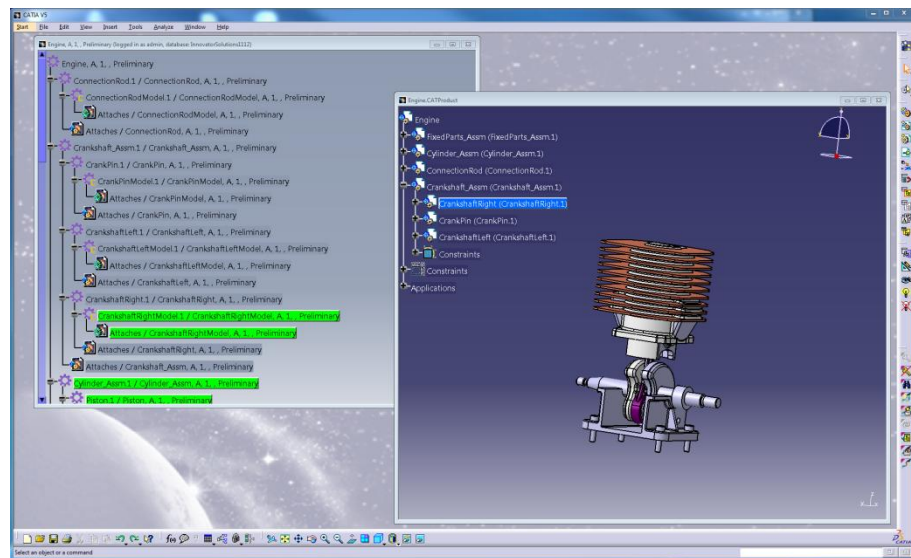 CATIA V5
Start File Edit View Insert Tools Analyze Window Help
Engine, A, 1, , Preliminary (logged in as admin, database: InnovatorSolutions1112)
Engine, A, 1, , Preliminary
ConnectionRod.1 / ConnectionRod, A, 1, , Preliminary
ConnectionRodModel.1 / ConnectionRodModel, A, 1, , Preliminary
Attaches / ConnectionRodModel, A, 1, , Preliminary
Attaches / ConnectionRod, A, 1, , Preliminary
Crankshaft_Assm.1 / Crankshaft_Assm, A, 1, , Preliminary
CrankPin.1 / CrankPin, A, 1, , Preliminary
CrankPinModel.1 / CrankPinModel, A, 1, , Preliminary
Attaches / CrankPinModel, A, 1, , Preliminary
Attaches / CrankPin, A, 1, , Preliminary
CrankshaftLeft.1 / CrankshaftLeft, A, 1, , Preliminary
CrankshaftLeftModel.1 / CrankshaftLeftModel, A, 1, , Preliminary
Attaches / CrankshaftLeftModel, A, 1, , Preliminary
Attaches / CrankshaftLeft, A, 1, , Preliminary
CrankshaftRight.1 / CrankshaftRight, A, 1, , Preliminary
CrankshaftRightModel.1 / CrankshaftRightModel, A, 1, , Preliminary
Attaches / CrankshaftRightModel, A, 1, , Preliminary
Attaches / CrankshaftRight, A, 1, , Preliminary
Attaches / Crankshaft_Assm, A, 1, , Preliminary
Cylinder_Assm.1 / Cylinder_Assm, A, 1, , Preliminary
Piston.1 / Piston, A, 1, , Preliminary
Engine.CATProduct
Engine
FixedParts_Assm (FixedParts_Assm.1)
Cylinder_Assm (Cylinder_Assm.1)
ConnectionRod (ConnectionRod.1)
Crankshaft_Assm (Crankshaft_Assm.1)
CrankshaftRight (CrankshaftRight.1)
CrankPin (CrankPin.1)
CrankshaftLeft (CrankshaftLeft.1)
Constraints
Constraints
Applications
Select an object or a command